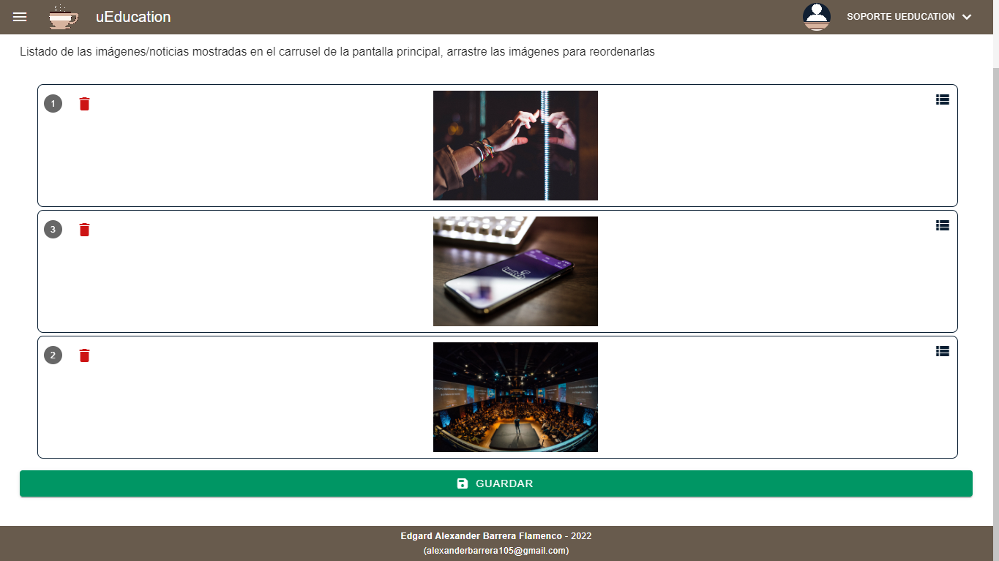 uEducation
SOPORTE UEDUCATION
Listado de las imágenes/noticias mostradas en el carrusel de la pantalla principal, arrastre las imágenes para reordenarlas
1
3
2
GUARDAR
Edgard Alexander Barrera Flamenco - 2022
(alexanderbarrera105@gmail.com)